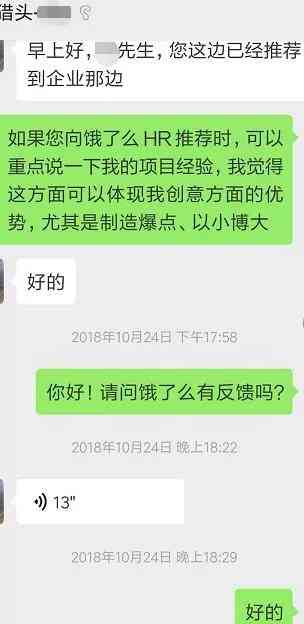 猎头-
早上好，先生，您这边已经推荐
到企业那边
如果您向饿了么HR推荐时，可以
重点说一下我的项目经验，我觉得
这方面可以体现我创意方面的优
势，尤其是制造爆点、以小博大
好的
2018年10月24日 下午17:58
你好！请问饿了么有反馈吗？
2018年10月24日 晚上18:22
13"
2018年10月24日 晚上18:29
好的